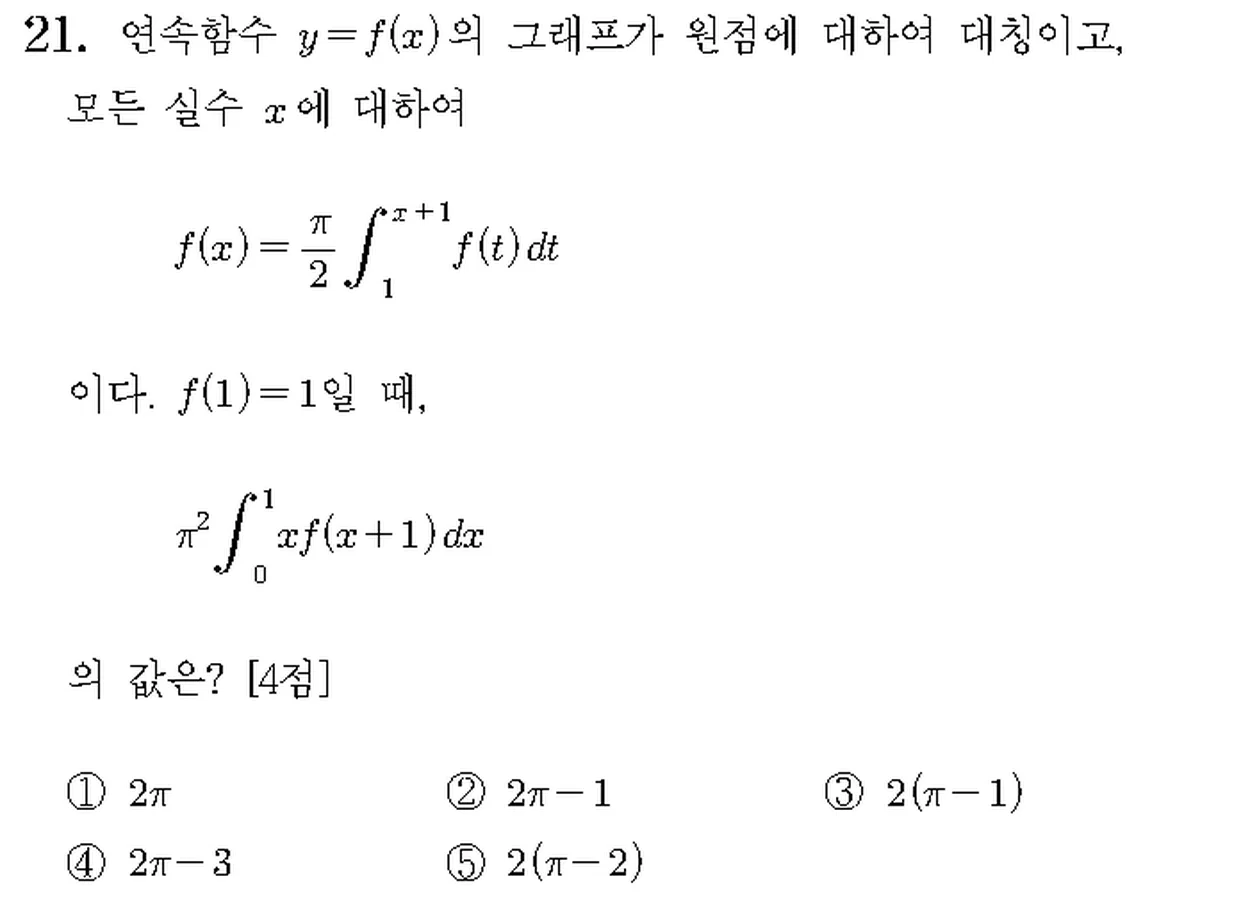 21. 연속함수 y=f(x)의 그래프가 원점에 대하여 대칭이고,
모든 실수 x에 대하여
f(x)=\frac{π}{2}∫_{1}^{x+1} f(t)dt
이다. f(1)=1일 때,
π²∫_{0}^{1} xf(x+1)dx
의 값은? [4점]
① 2π ② 2π-1 ③ 2(π-1)
④ 2π-3 ⑤ 2(π-2)